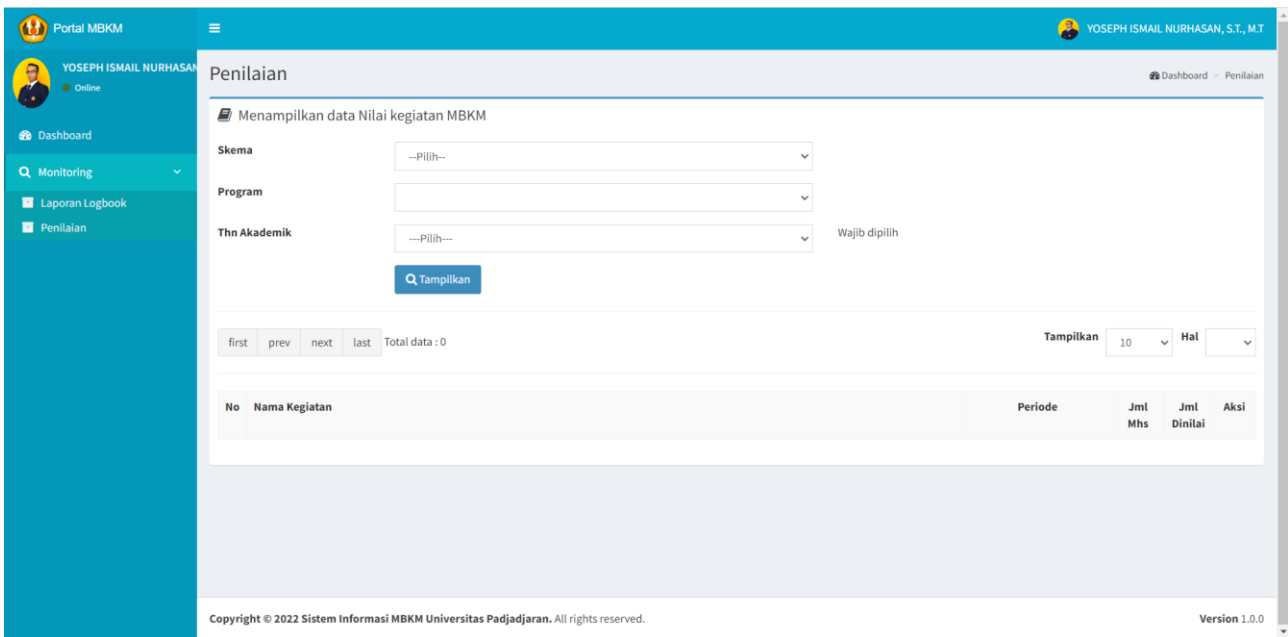 Portal MBKM
YOSEPH ISMAIL NURHASAN, S.T., M.T
YOSEPH ISMAIL NURHASAN
Online
Dashboard
Monitoring
Laporan Logbook
Penilaian
Penilaian
Dashboard > Penilaian
Menampilkan data Nilai kegiatan MBKM
Skema
--Pilih--
Program
Thn Akademik
---Pilih---
Wajib dipilih
Tampilkan
first prev next last Total data : 0
Tampilkan 10 Hal
No Nama Kegiatan Periode Jml Mhs Jml Dinilai Aksi
Copyright © 2022 Sistem Informasi MBKM Universitas Padjadjaran. All rights reserved.
Version 1.0.0